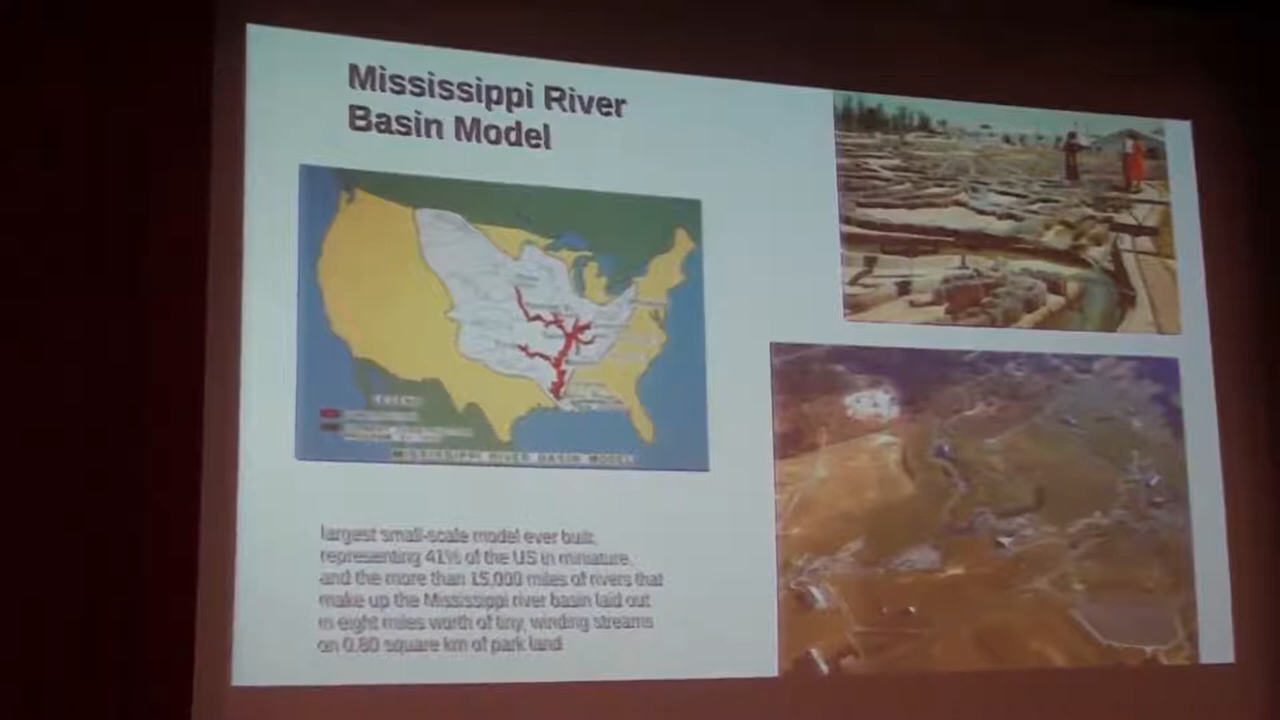 Mississippi River
Basin Model
MISSISSIPPI RIVER BASIN MODEL
largest small-scale model ever built,
representing 41% of the US in miniature,
and the more than 15,000 miles of rivers that
make up the Mississippi river basin laid out
in eight miles worth of tiny, winding streams
on 0.80 square km of park land